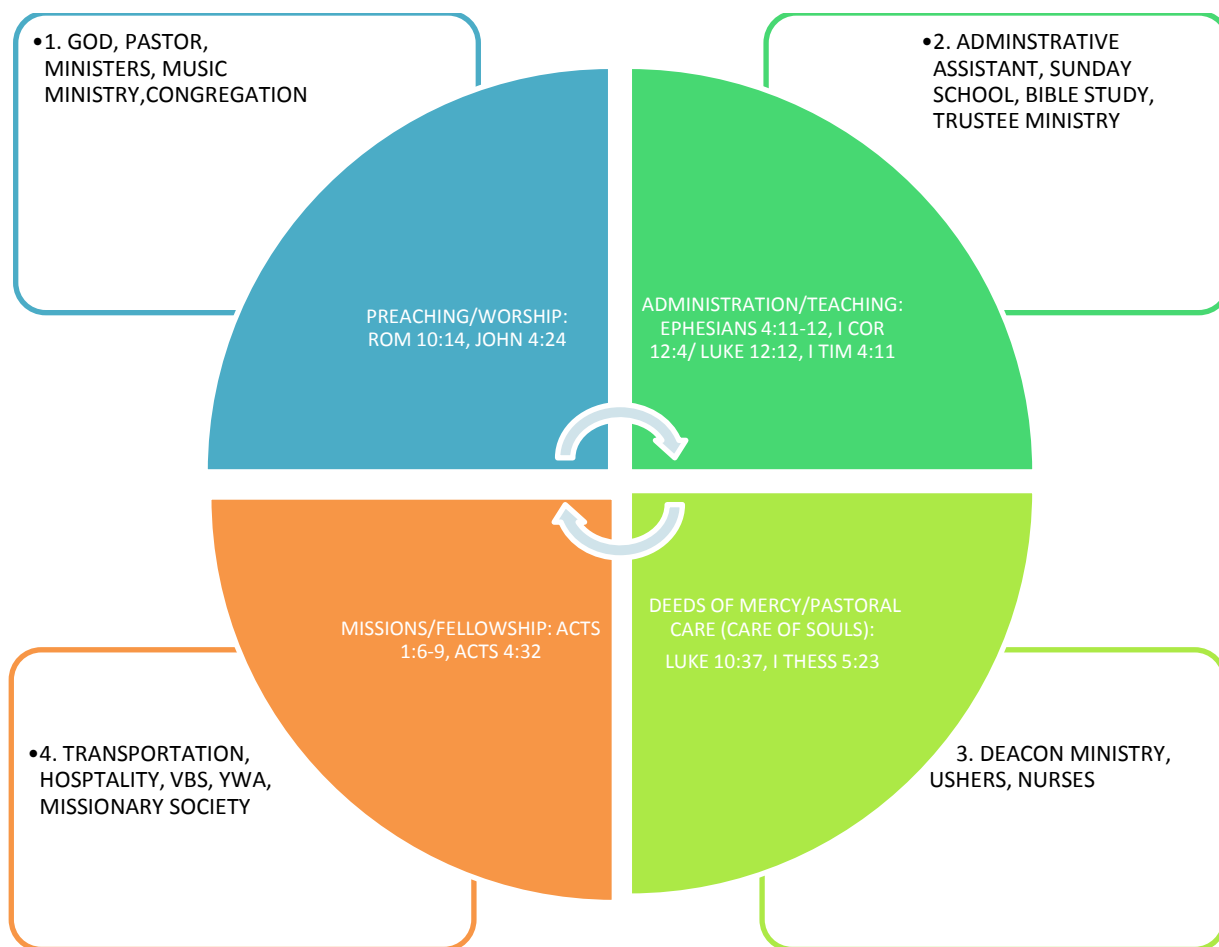 •1. GOD, PASTOR,
MINISTERS, MUSIC
MINISTRY,CONGREGATION
•2. ADMINSTRATIVE
ASSISTANT, SUNDAY
SCHOOL, BIBLE STUDY,
TRUSTEE MINISTRY
PREACHING/WORSHIP:
ROM 10:14, JOHN 4:24
ADMINISTRATION/TEACHING:
EPHESIANS 4:11-12, I COR
12:4/ LUKE 12:12, I TIM 4:11
MISSIONS/FELLOWSHIP: ACTS
1:6-9, ACTS 4:32
DEEDS OF MERCY/PASTORAL
CARE (CARE OF SOULS):
LUKE 10:37, I THESS 5:23
•4. TRANSPORTATION,
HOSPTALITY, VBS, YWA,
MISSIONARY SOCIETY
3. DEACON MINISTRY,
USHERS, NURSES